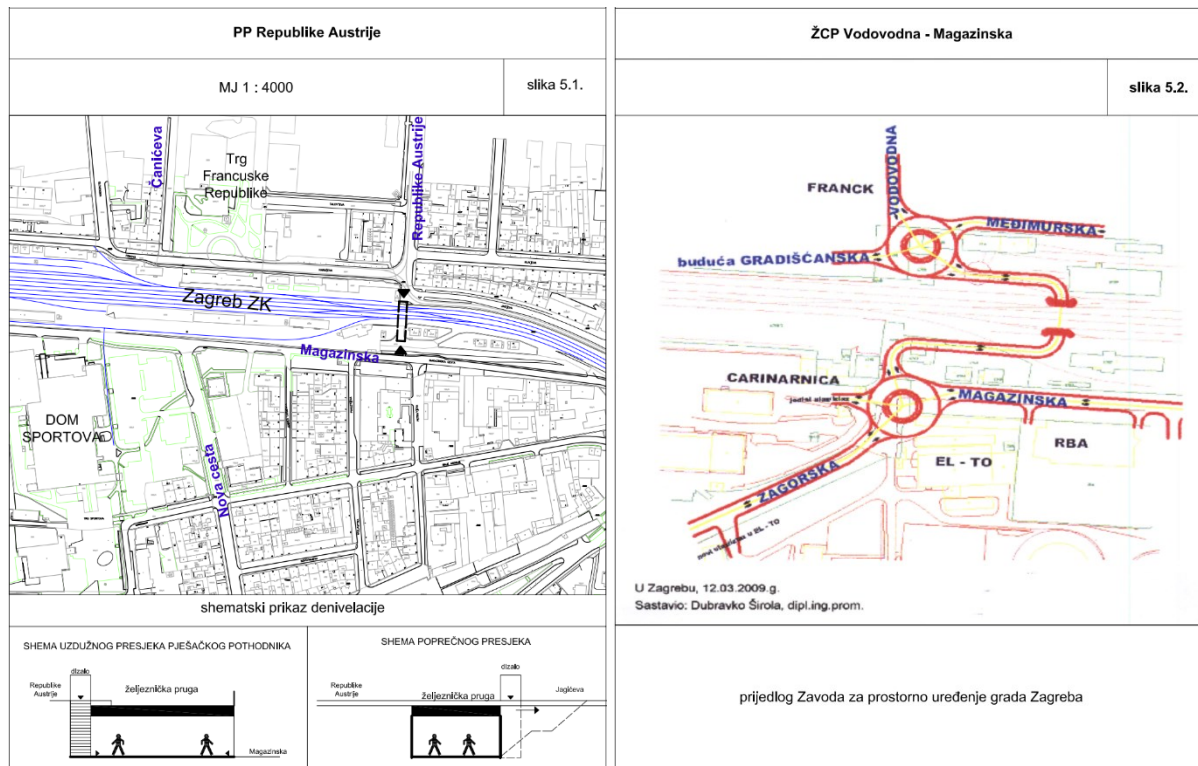 PP Republike Austrije
MJ 1 : 4000
slika 5.1.
Čanićeva
Trg
Francuske
Republike
Republike Austrije
Zagreb ZK
Magazinska
DOM
SPORTOVA
Nova cesta
shematski prikaz denivelacije
SHEMA UZDUŽNOG PRESJEKA PJEŠAČKOG POTHODNIKA
dizalo
Republike
Austrije
željeznička pruga
Magazinska
SHEMA POPREČNOG PRESJEKA
dizalo
Republike
Austrije
željeznička pruga
Jagićeva
ŽCP Vodovodna - Magazinska
slika 5.2.
FRANCK
VODOVODNA
MEĐIMURSKA
buduća GRADIŠĆANSKA
CARINARNICA
MAGAZINSKA
RBA
EL - TO
ZAGORSKA
U Zagrebu, 12.03.2009.g.
Sastavio: Dubravko Širola, dipl.ing.prom.
prijedlog Zavoda za prostorno uređenje grada Zagreba